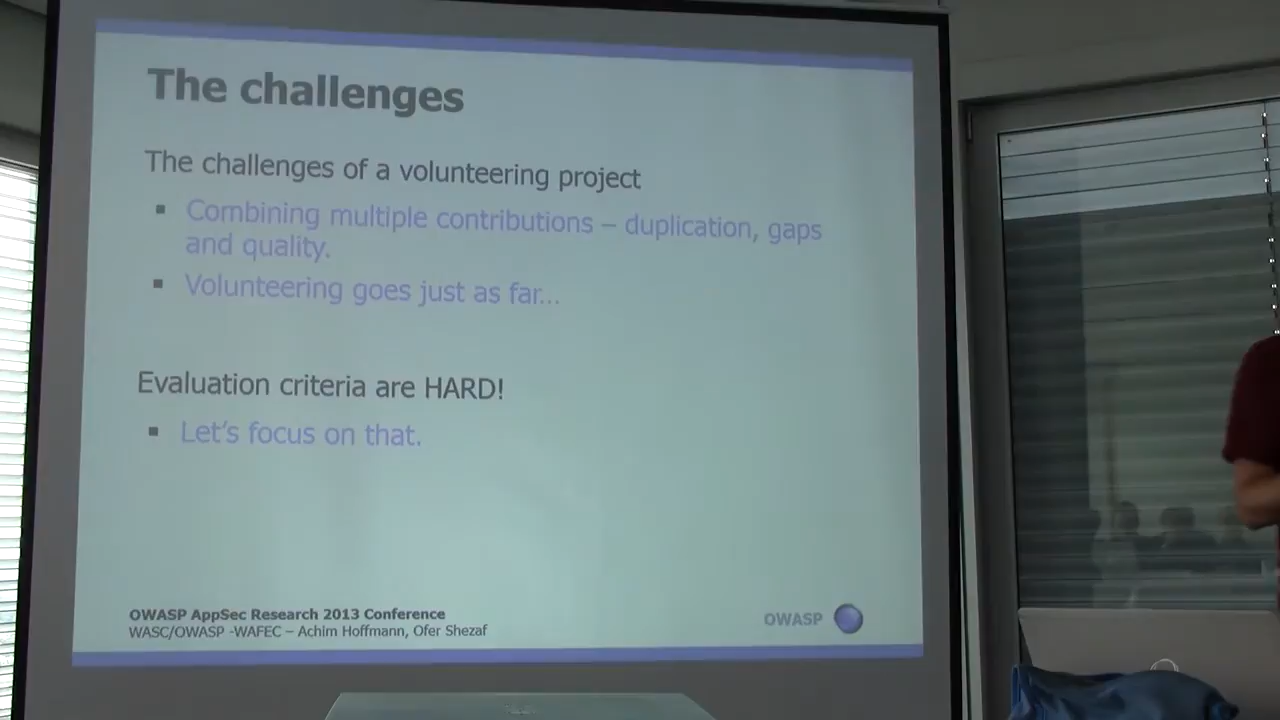 The challenges
The challenges of a volunteering project
▪ Combining multiple contributions – duplication, gaps
and quality.
▪ Volunteering goes just as far...
Evaluation criteria are HARD!
▪ Let's focus on that.
OWASP AppSec Research 2013 Conference
WASC/OWASP -WAFEC – Achim Hoffmann, Ofer Shezaf
OWASP